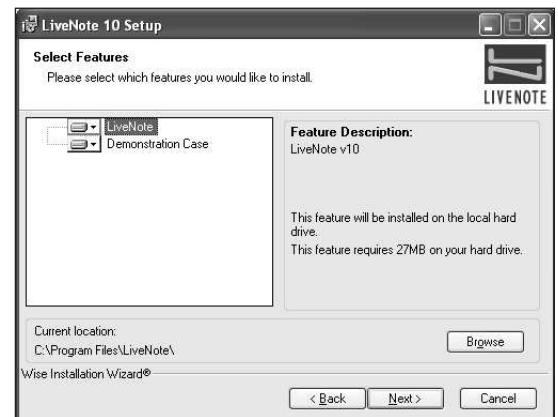 LiveNote 10 Setup
Select Features
Please select which features you would like to install.
LIVENOTE
LiveNote
Demonstration Case
Feature Description:
LiveNote v10
This feature will be installed on the local hard
drive.
This feature requires 27MB on your hard drive.
Current location:
C:\Program Files\LiveNote\
Browse
Wise Installation Wizard®
< Back
Next >
Cancel